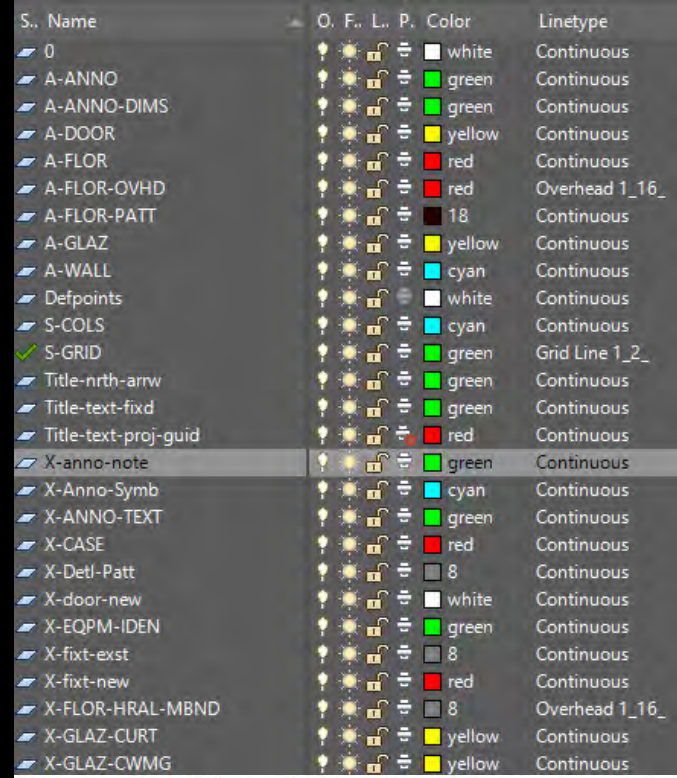 S.. Name O. F.. L.. P. Color Linetype
0 white Continuous
A-ANNO green Continuous
A-ANNO-DIMS green Continuous
A-DOOR yellow Continuous
A-FLOR red Continuous
A-FLOR-OVHD red Overhead 1_16_
A-FLOR-PATT 18 Continuous
A-GLAZ yellow Continuous
A-WALL cyan Continuous
Defpoints white Continuous
S-COLS cyan Continuous
S-GRID green Grid Line 1_2_
Title-nrth-arrw green Continuous
Title-text-fixd green Continuous
Title-text-proj-guid red Continuous
X-anno-note green Continuous
X-Anno-Symb cyan Continuous
X-ANNO-TEXT green Continuous
X-CASE red Continuous
X-Detl-Patt 8 Continuous
X-door-new white Continuous
X-EQPM-IDEN green Continuous
X-fixt-exst 8 Continuous
X-fixt-new red Continuous
X-FLOR-HRAL-MBND 8 Overhead 1_16_
X-GLAZ-CURT yellow Continuous
X-GLAZ-CWMG yellow Continuous